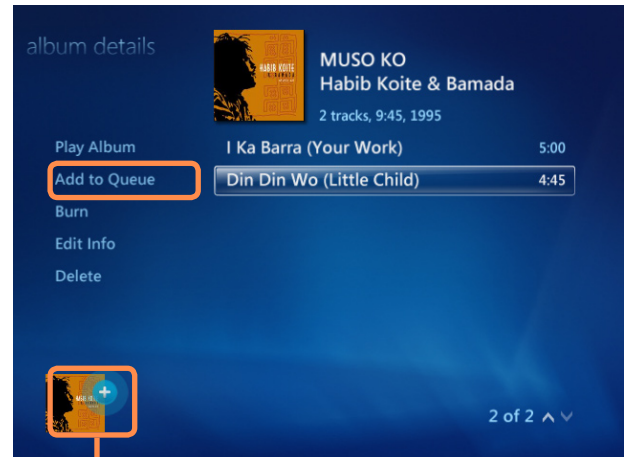 album details
HABIB KOITE
MUSO KO
Habib Koite & Bamada
2 tracks, 9:45, 1995
Play Album
I Ka Barra (Your Work) 5:00
Add to Queue
Din Din Wo (Little Child) 4:45
Burn
Edit Info
Delete
2 of 2